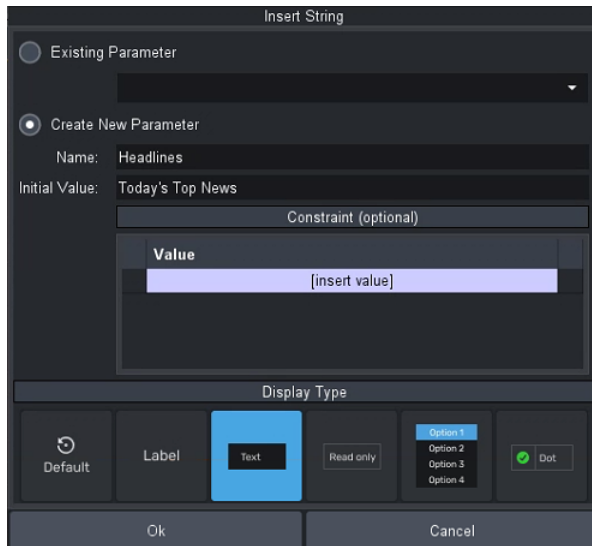 Insert String
Existing Parameter
Create New Parameter
Name: Headlines
Initial Value: Today's Top News
Constraint (optional)
Value
[insert value]
Display Type
Default
Label
Text
Read only
Option 1
Option 2
Option 3
Option 4
Dot
Ok Cancel